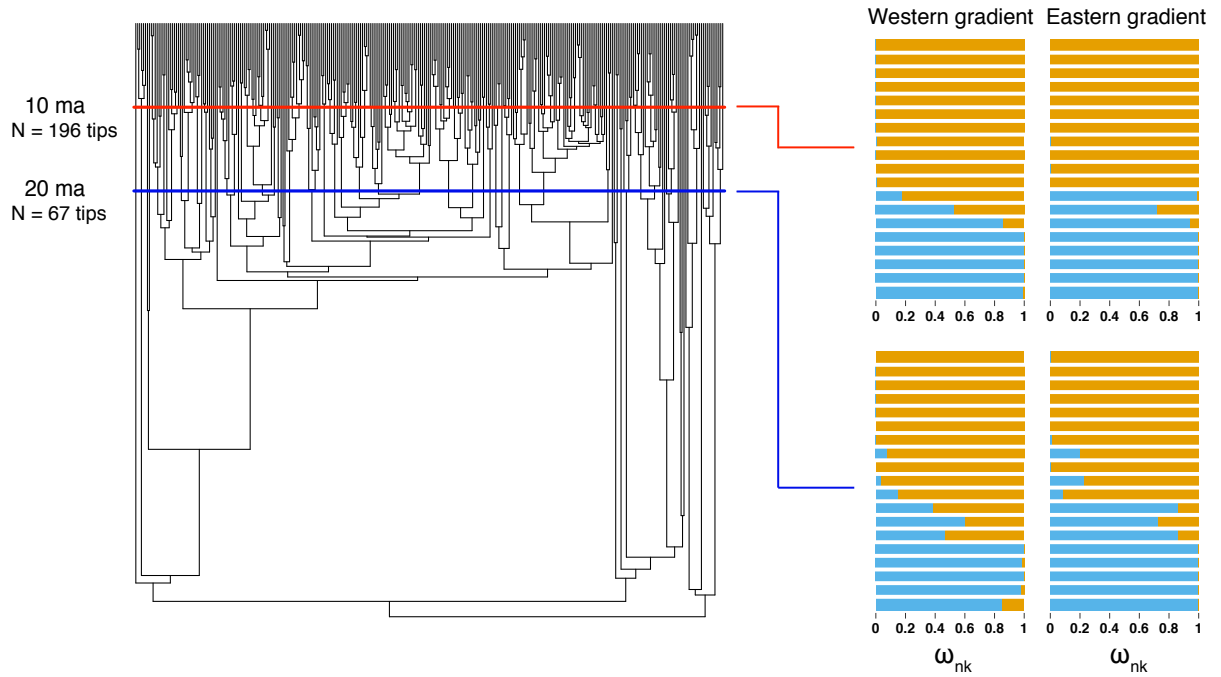 Western gradient Eastern gradient
10 ma
N = 196 tips
20 ma
N = 67 tips
0 0.2 0.4 0.6 0.8 1 0 0.2 0.4 0.6 0.8 1
0 0.2 0.4 0.6 0.8 1 0 0.2 0.4 0.6 0.8 1
ωnk ωnk